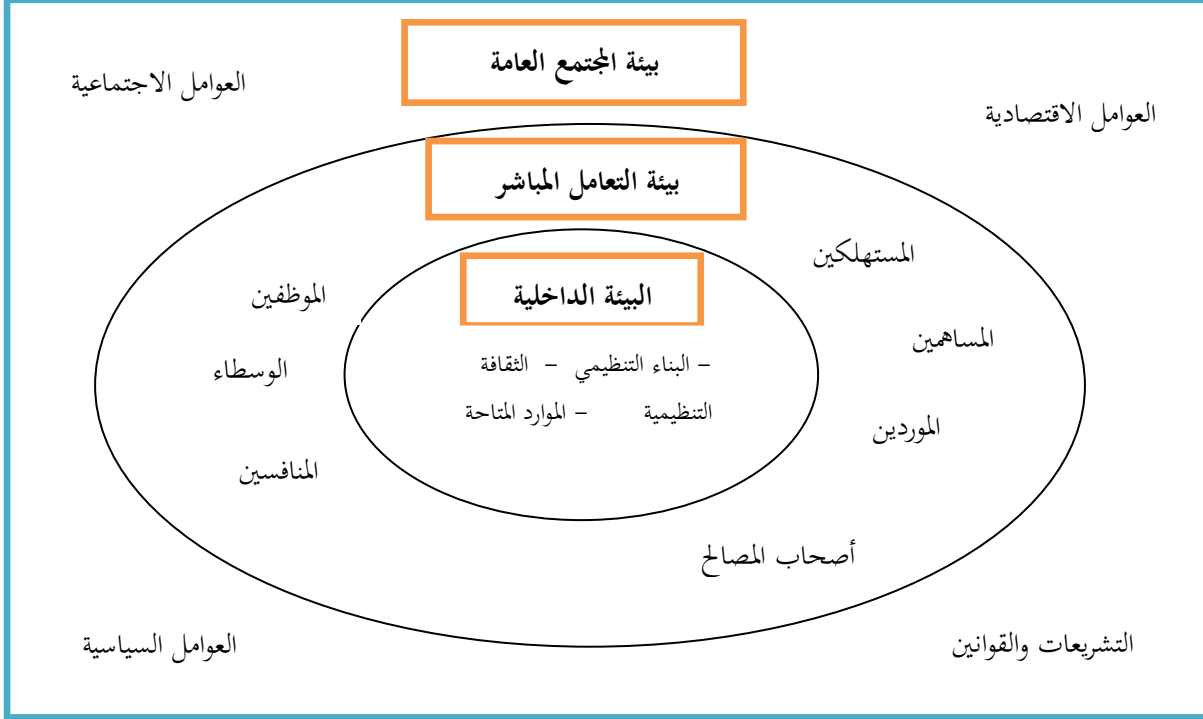 بيئة المجتمع العامة
العوامل الاقتصادية
العوامل الاجتماعية
بيئة التعامل المباشر
المستهلكين
المساهمين
الموردين
أصحاب المصالح
الموظفين
الوسطاء
المنافسين
البيئة الداخلية
– البناء التنظيمي – الثقافة
التنظيمية – الموارد المتاحة
التشريعات والقوانين
العوامل السياسية